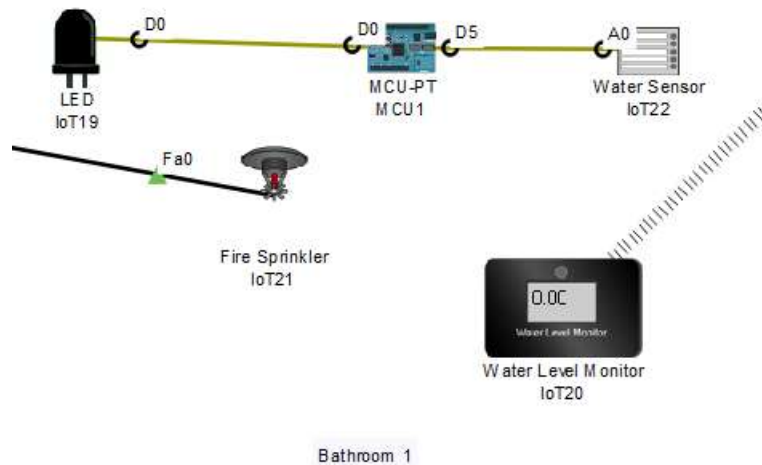 D0
D0
D5
A0
LED
IoT19
MCU-PT
MCU1
Water Sensor
IoT22
Fa0
Fire Sprinkler
IoT21
0.0C
Water Level Monitor
Water Level Monitor
IoT20
Bathroom 1